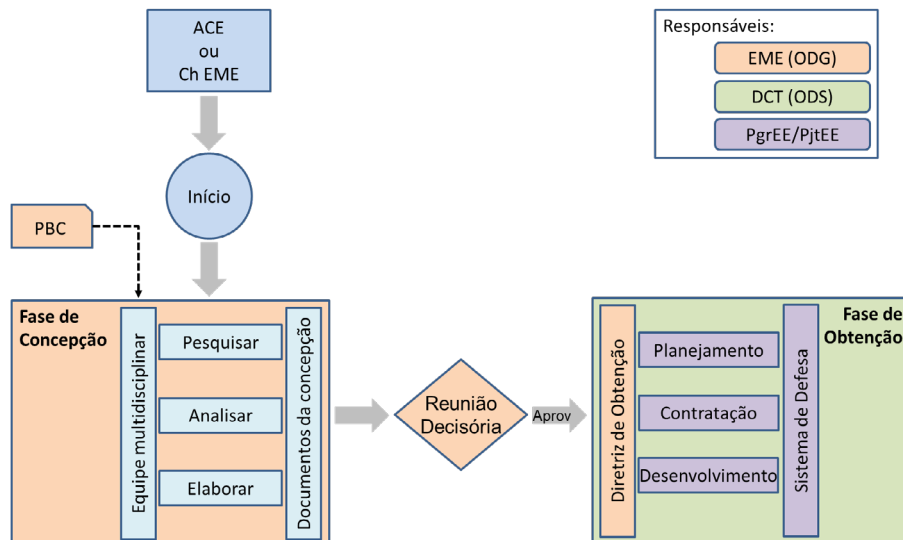 ACE
ou
Ch EME
Responsáveis:
EME (ODG)
DCT (ODS)
PgrEE/PjtEE
Início
PBC
Fase de
Concepção
Equipe multidisciplinar
Pesquisar
Analisar
Elaborar
Documentos da concepção
Reunião
Decisória
Aprov
Diretriz de Obtenção
Planejamento
Contratação
Desenvolvimento
Sistema de Defesa
Fase de
Obtenção